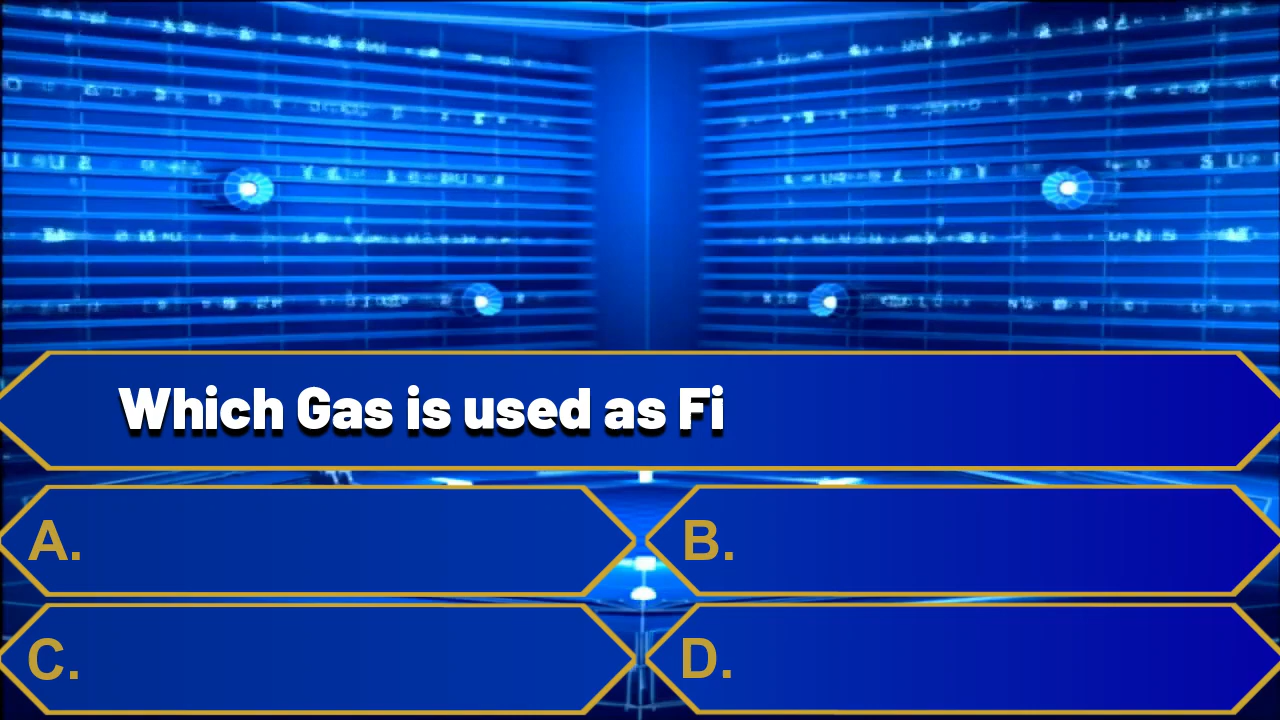 Which Gas is used as Fi
A.
B.
C.
D.